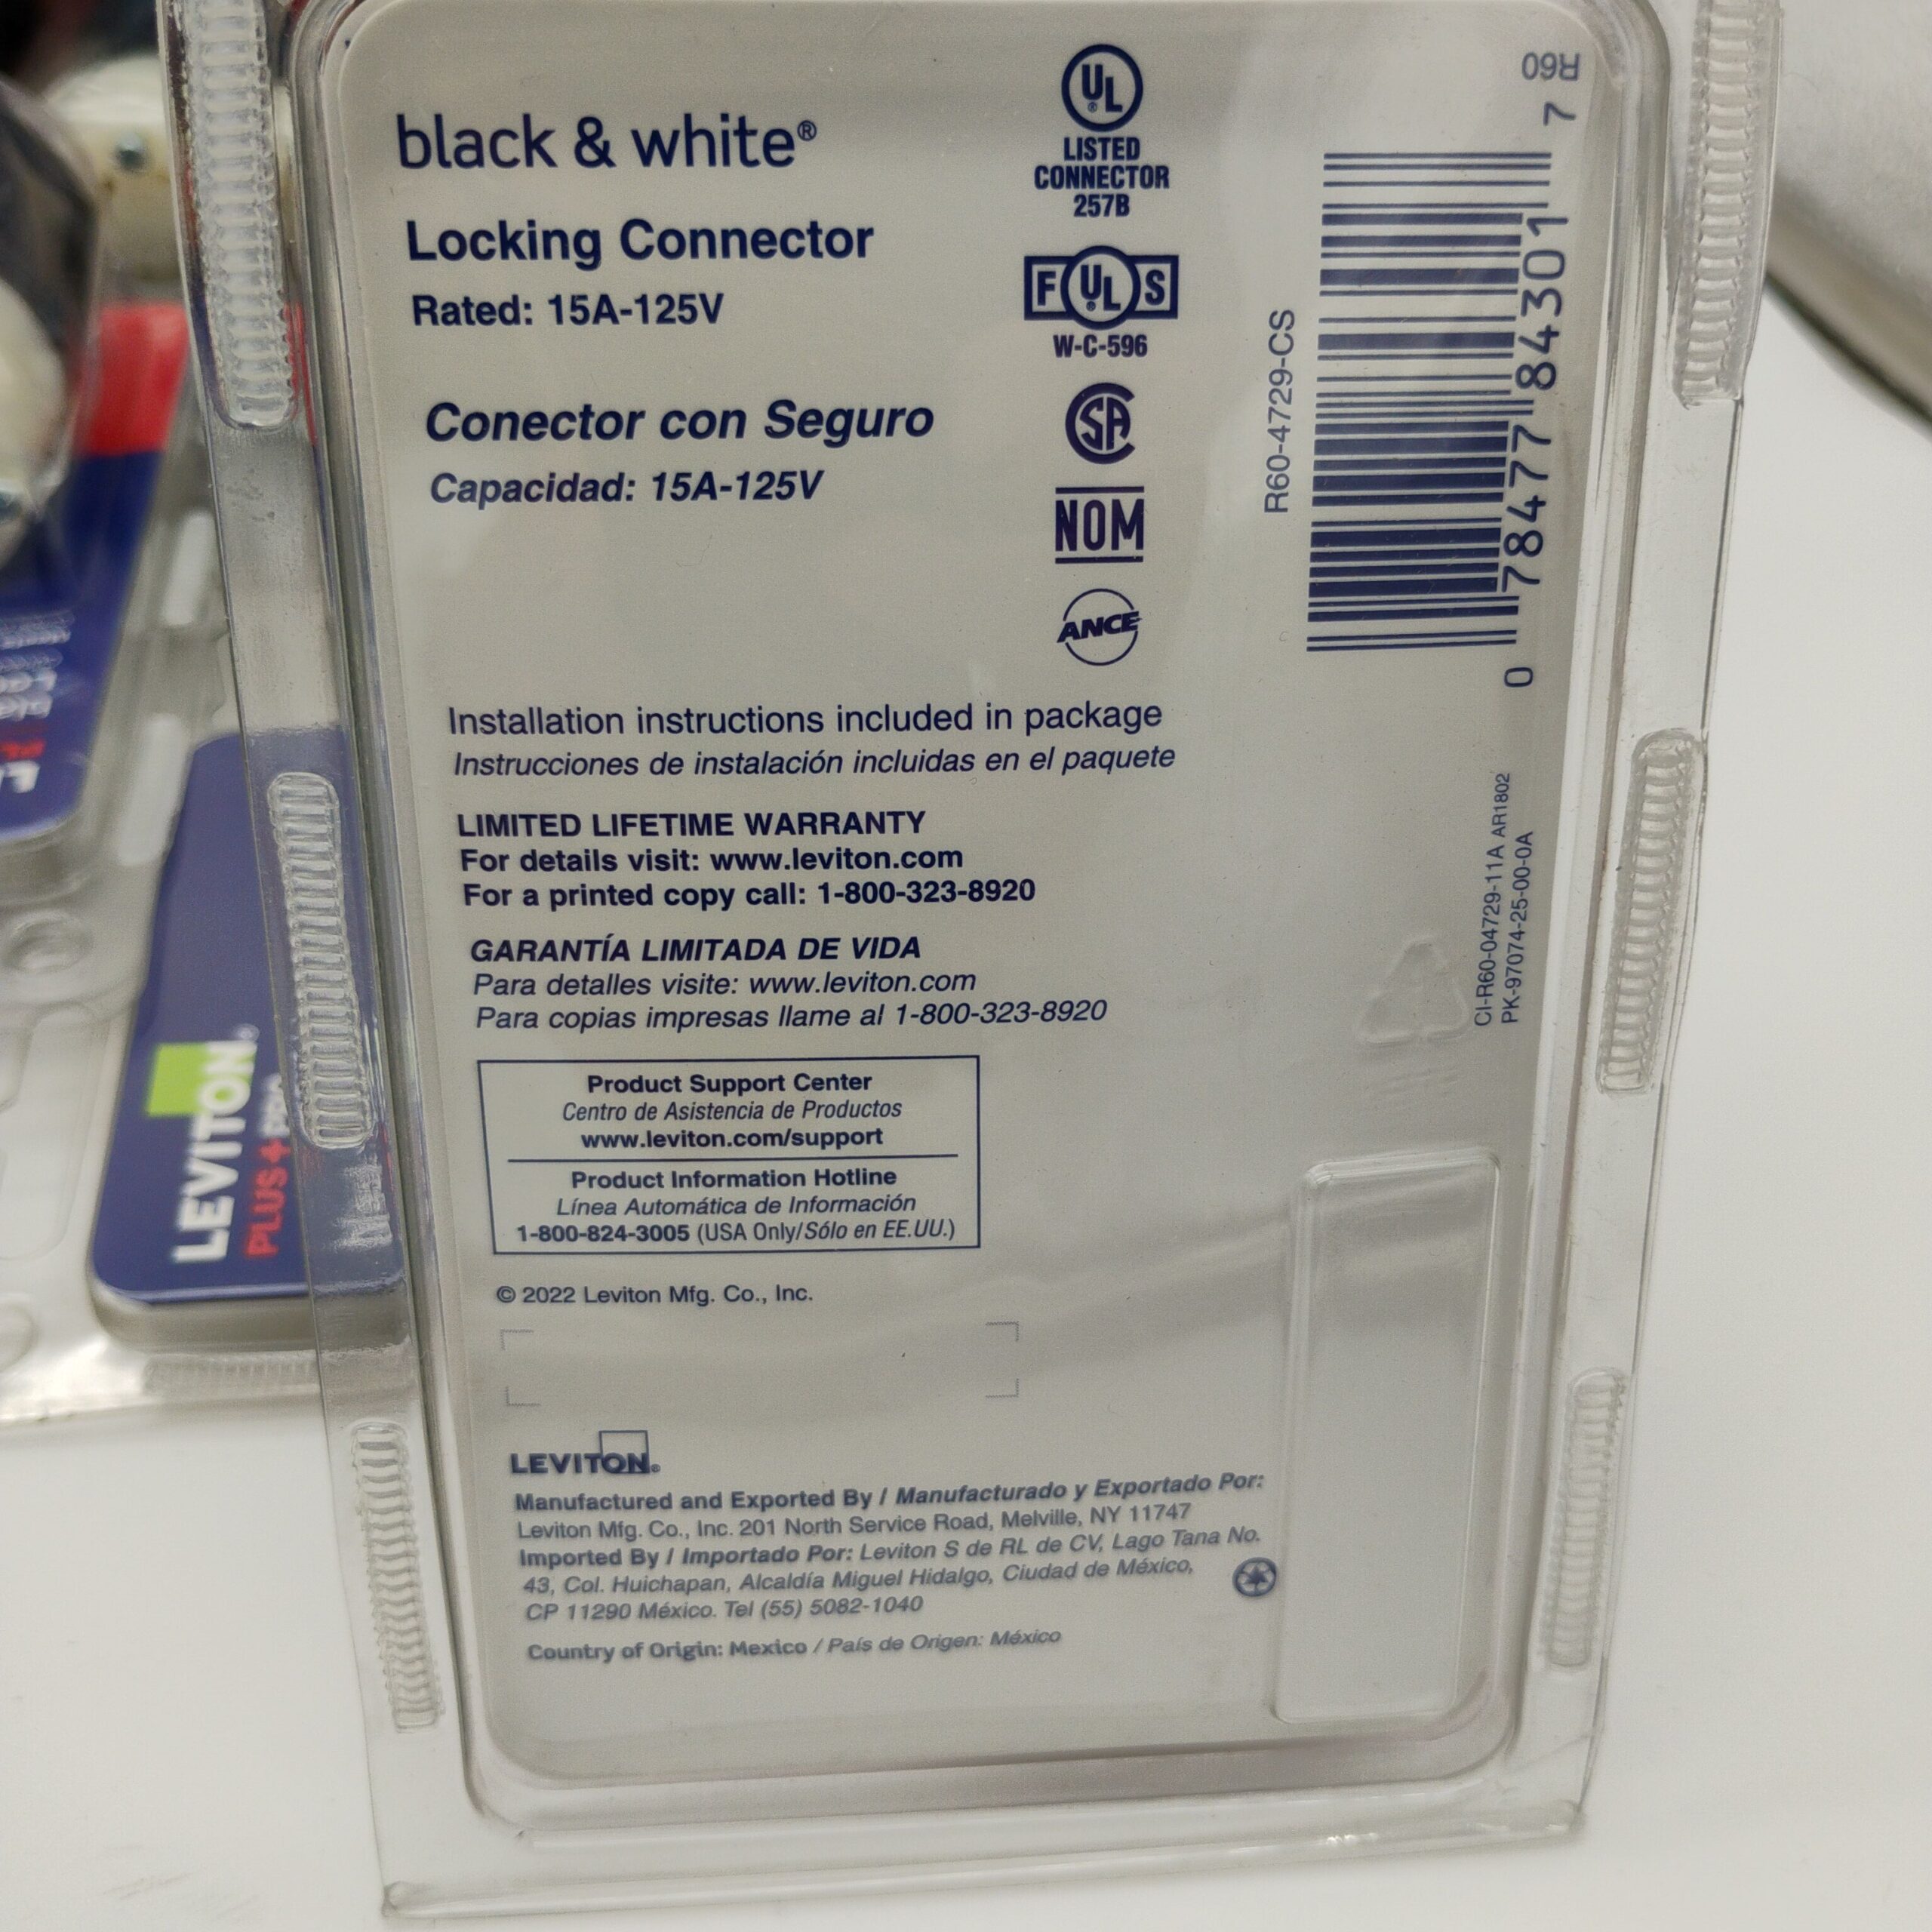 black & white®
Locking Connector
Rated: 15A-125V
Conector con Seguro
Capacidad: 15A-125V
UL
®
LISTED
CONNECTOR
257B
F UL S
W-C-596
CSA
NOM
ANCE
R60
R60-4729-CS
0 78477 84301 7
Installation instructions included in package
Instrucciones de instalación incluidas en el paquete
LIMITED LIFETIME WARRANTY
For details visit: www.leviton.com
For a printed copy call: 1-800-323-8920
GARANTÍA LIMITADA DE VIDA
Para detalles visite: www.leviton.com
Para copias impresas llame al 1-800-323-8920
CI-R60-04729-11A AR1802
PK-97074-25-00-0A
Product Support Center
Centro de Asistencia de Productos
www.leviton.com/support
Product Information Hotline
Línea Automática de Información
1-800-824-3005 (USA Only/Sólo en EE.UU.)
© 2022 Leviton Mfg. Co., Inc.
LEVITON®
Manufactured and Exported By / Manufacturado y Exportado Por:
Leviton Mfg. Co., Inc. 201 North Service Road, Melville, NY 11747
Imported By / Importado Por: Leviton S de RL de CV, Lago Tana No.
43, Col. Huichapan, Alcaldía Miguel Hidalgo, Ciudad de México,
CP 11290 México. Tel (55) 5082-1040
Country of Origin: Mexico / País de Origen: México
LEVITON®
PLUS+PRO